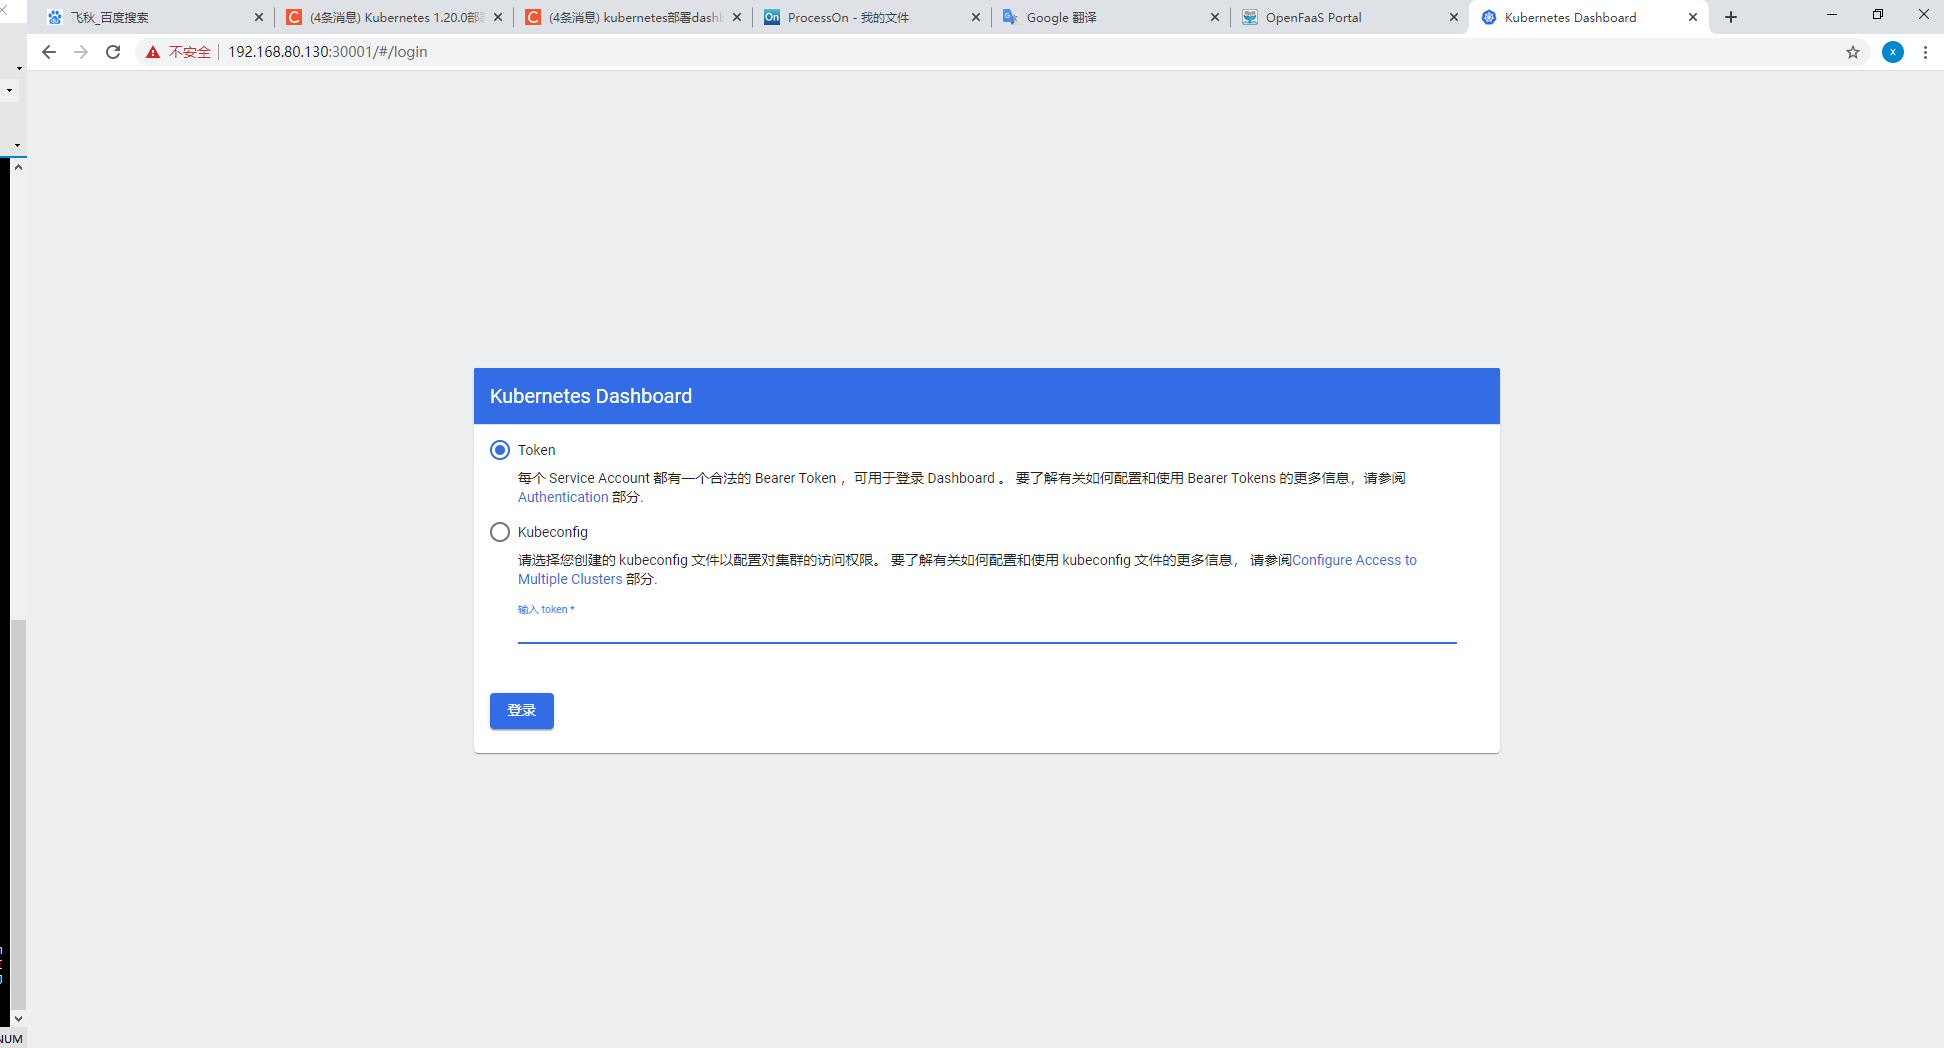 飞秋_百度搜索
(4条消息) Kubernetes 1.20.0部
(4条消息) kubernetes部署dash
ProcessOn - 我的文件
Google 翻译
OpenFaaS Portal
Kubernetes Dashboard
不安全
192.168.80.130:30001/#/login
x
Kubernetes Dashboard
Token
每个 Service Account 都有一个合法的 Bearer Token ，可用于登录 Dashboard 。 要了解有关如何配置和使用 Bearer Tokens 的更多信息，请参阅
Authentication 部分.
Kubeconfig
请选择您创建的 kubeconfig 文件以配置对集群的访问权限。 要了解有关如何配置和使用 kubeconfig 文件的更多信息， 请参阅Configure Access to
Multiple Clusters 部分.
输入 token *
登录
NUM